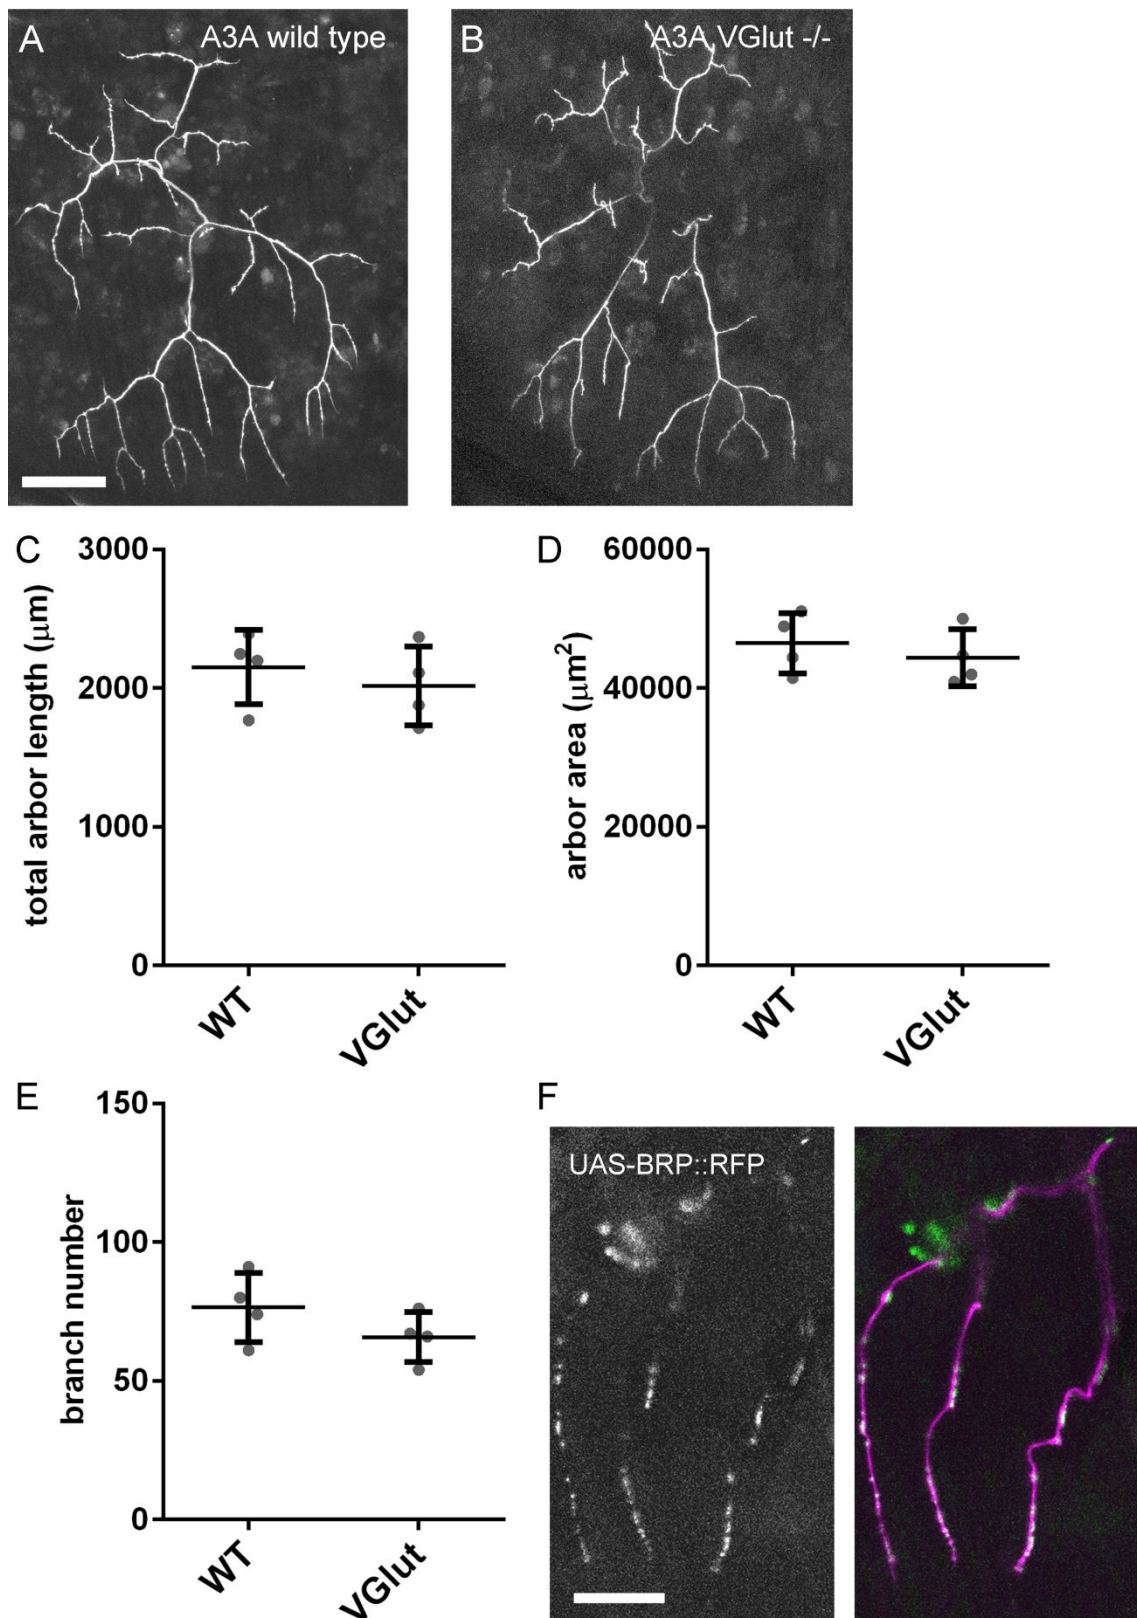 A
A3A wild type
B
A3A VGlut -/-
C
total arbor length (μm)
3000
2000
1000
0
WT
VGlut
D
arbor area (μm²)
60000
40000
20000
0
WT
VGlut
E
branch number
150
100
50
0
WT
VGlut
F
UAS-BRP::RFP